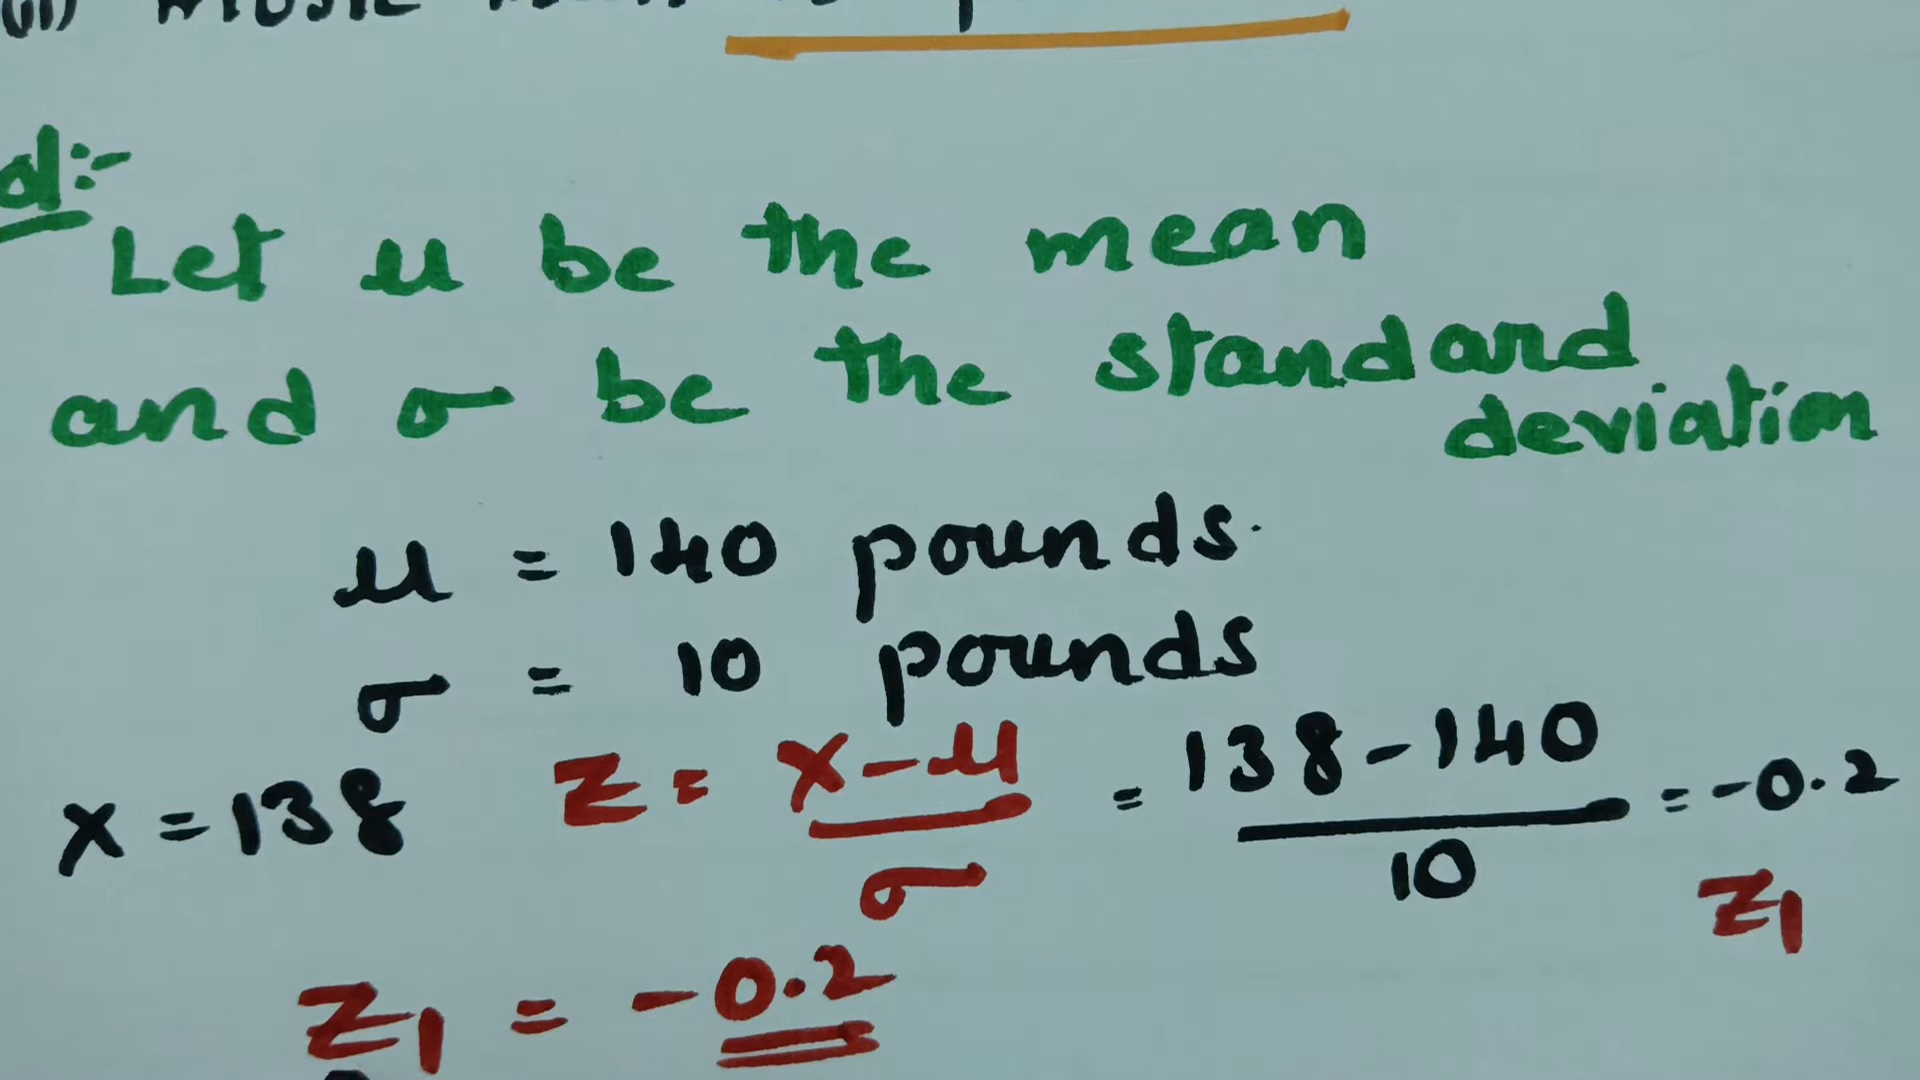 d:-
Let μ be the mean
and σ be the standard
deviation
μ = 140 pounds.
σ = 10 pounds
x = 138 z = x-μ / σ = 138-140 / 10 = -0.2
z1
z1 = -0.2